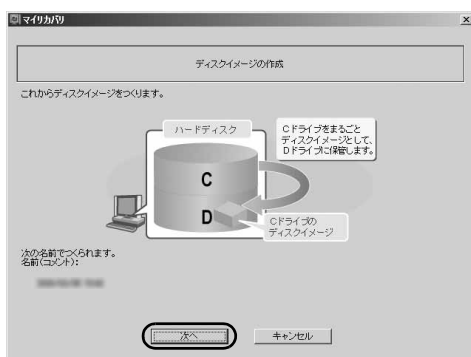 マイリカバリ
ディスクイメージの作成
これからディスクイメージをつくります。
ハードディスク
Cドライブをまるごと
ディスクイメージとして、
Dドライブに保管します。
C
D
Cドライブの
ディスクイメージ
次の名前でつくられます。
名前(コメント):
次へ
キャンセル